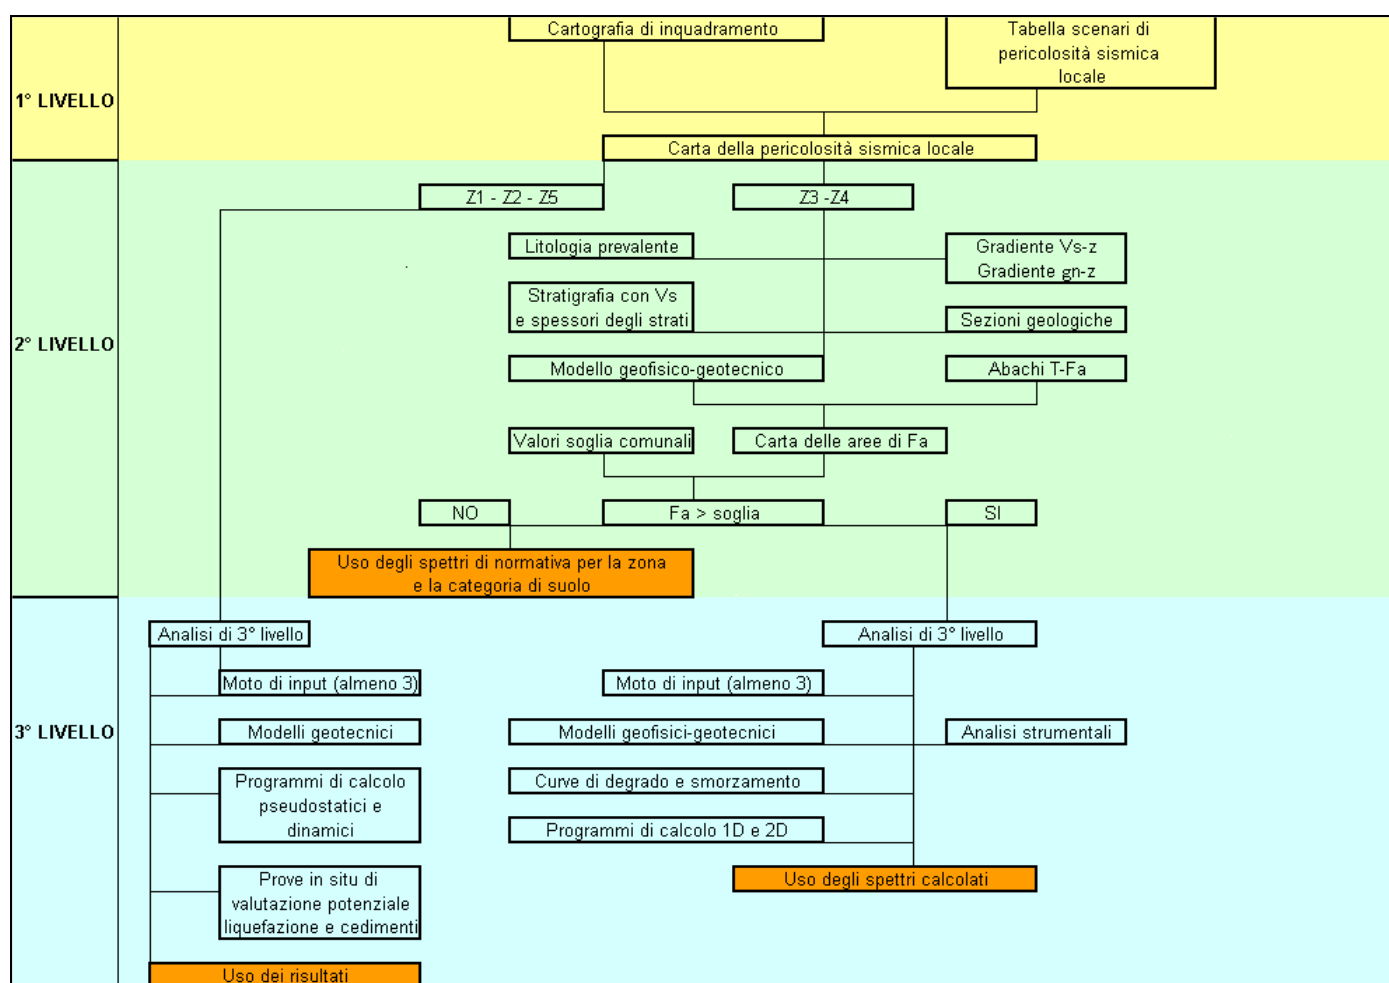 Cartografia di inquadramento
Tabella scenari di
pericolosità sismica
locale
1° LIVELLO
Carta della pericolosità sismica locale
Z1 - Z2 - Z5
Z3 -Z4
Litologia prevalente
Gradiente Vs-z
Gradiente gn-z
Stratigrafia con Vs
e spessori degli strati
Sezioni geologiche
2° LIVELLO
Modello geofisico-geotecnico
Abachi T-Fa
Valori soglia comunali
Carta delle aree di Fa
NO
Fa > soglia
SI
Uso degli spettri di normativa per la zona
e la categoria di suolo
Analisi di 3° livello
Analisi di 3° livello
Moto di input (almeno 3)
Moto di input (almeno 3)
3° LIVELLO
Modelli geotecnici
Modelli geofisici-geotecnici
Analisi strumentali
Programmi di calcolo
pseudostatici e
dinamici
Curve di degrado e smorzamento
Programmi di calcolo 1D e 2D
Prove in situ di
valutazione potenziale
liquefazione e cedimenti
Uso degli spettri calcolati
Uso dei risultati